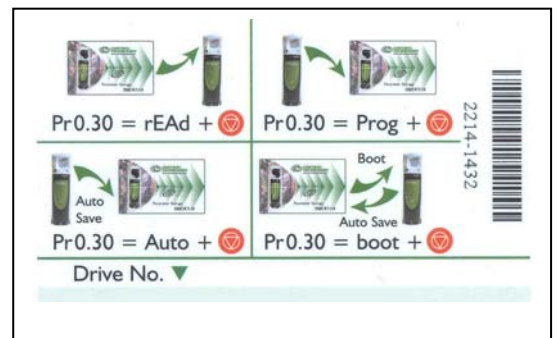 Pr0.30 = rEAd +
Pr0.30 = Prog +
Auto
Save
Pr0.30 = Auto +
Boot
Auto Save
Pr0.30 = boot +
Drive No. ▼
2214-1432